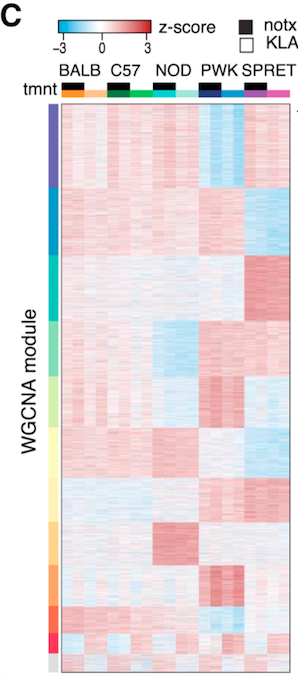 C
z-score
-3 0 3
notx
KLA
BALB C57 NOD PWK SPRET
tmnt
WGCNA module